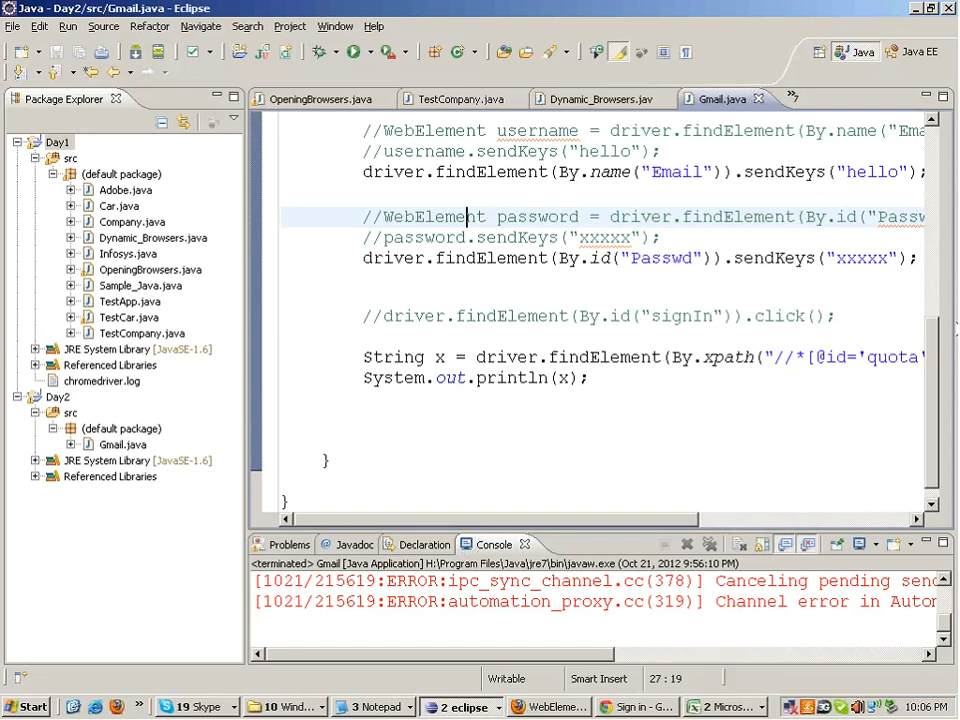 Java - Day2/src/Gmail.java - Eclipse
File Edit Run Source Refactor Navigate Search Project Window Help
Java Java EE
Package Explorer
OpeningBrowsers.java TestCompany.java Dynamic_Browsers.jav Gmail.java »7
Day1
src
(default package)
Adobe.java
Car.java
Company.java
Dynamic_Browsers.java
Infosys.java
OpeningBrowsers.java
Sample_Java.java
TestApp.java
TestCar.java
TestCompany.java
JRE System Library [JavaSE-1.6]
Referenced Libraries
chromedriver.log
Day2
src
(default package)
Gmail.java
JRE System Library [JavaSE-1.6]
Referenced Libraries
//WebElement username = driver.findElement(By.name("Ema
//username.sendKeys("hello");
driver.findElement(By.name("Email")).sendKeys("hello");
//WebElement password = driver.findElement(By.id("Passw
//password.sendKeys("xxxxx");
driver.findElement(By.id("Passwd")).sendKeys("xxxxx");
//driver.findElement(By.id("signIn")).click();
String x = driver.findElement(By.xpath("//*[@id='quota'
System.out.println(x);
}
}
Problems Javadoc Declaration Console
<terminated> Gmail [Java Application] H:\Program Files\Java\jre7\bin\javaw.exe (Oct 21, 2012 9:56:10 PM)
[1021/215619:ERROR:ipc_sync_channel.cc(378)] Canceling pending send
[1021/215619:ERROR:automation_proxy.cc(319)] Channel error in Autom
Writable Smart Insert 27 : 19
Start » 19 Skype 10 Wind... 3 Notepad 2 eclipse WebEleme... Sign in - G... 2 Micros... 10:06 PM